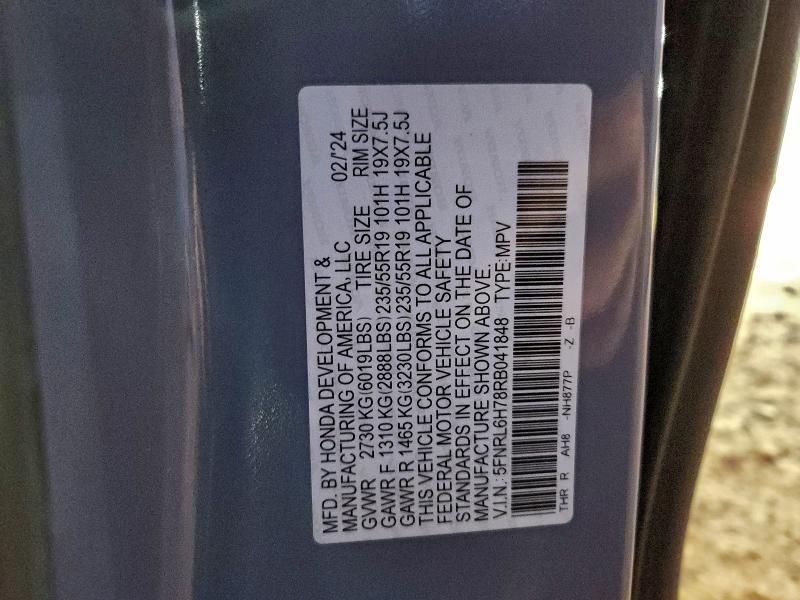 MFD. BY HONDA DEVELOPMENT &
MANUFACTURING OF AMERICA, LLC 02/'24
GVWR 2730 KG(6019LBS) TIRE SIZE RIM SIZE
GAWR F 1310 KG(2888LBS)235/55R19 101H 19X7.5J
GAWR R 1465 KG(3230LBS)235/55R19 101H 19X7.5J
THIS VEHICLE CONFORMS TO ALL APPLICABLE
FEDERAL MOTOR VEHICLE SAFETY
STANDARDS IN EFFECT ON THE DATE OF
MANUFACTURE SHOWN ABOVE.
V.I.N.: 5FNRL6H78RB041848 TYPE:MPV
THR R AH8 -NH877P -Z -B